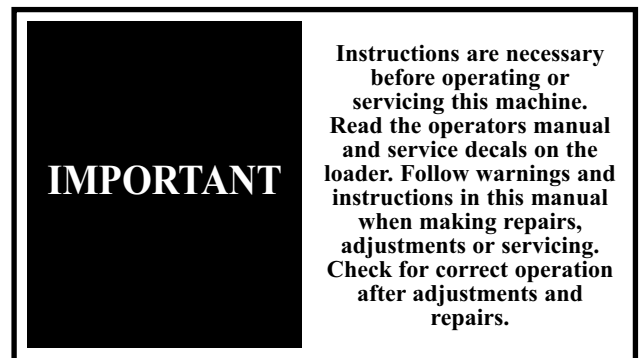 IMPORTANT
Instructions are necessary
before operating or
servicing this machine.
Read the operators manual
and service decals on the
loader. Follow warnings and
instructions in this manual
when making repairs,
adjustments or servicing.
Check for correct operation
after adjustments and
repairs.